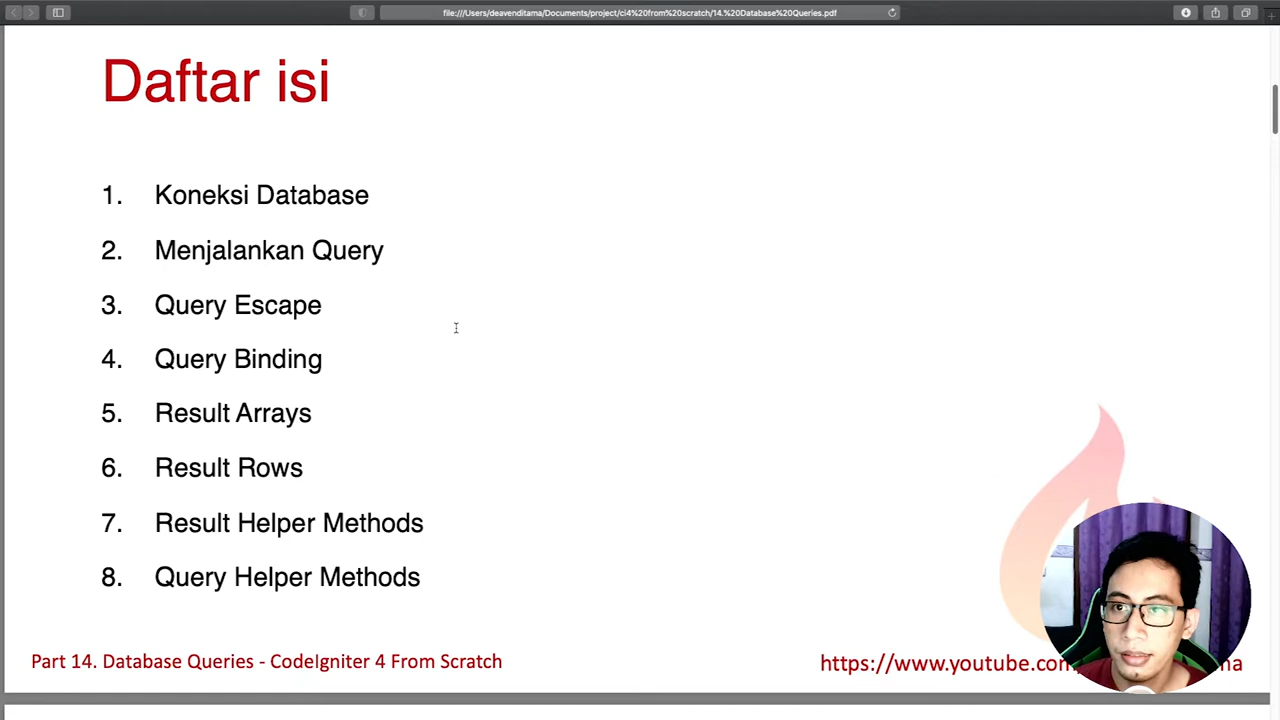 file:///Users/deavenditama/Documents/project/ci4%20from%20scratch/14.%20Database%20Queries.pdf
Daftar isi
1. Koneksi Database
2. Menjalankan Query
3. Query Escape
4. Query Binding
5. Result Arrays
6. Result Rows
7. Result Helper Methods
8. Query Helper Methods
Part 14. Database Queries - CodeIgniter 4 From Scratch
https://www.youtube.com